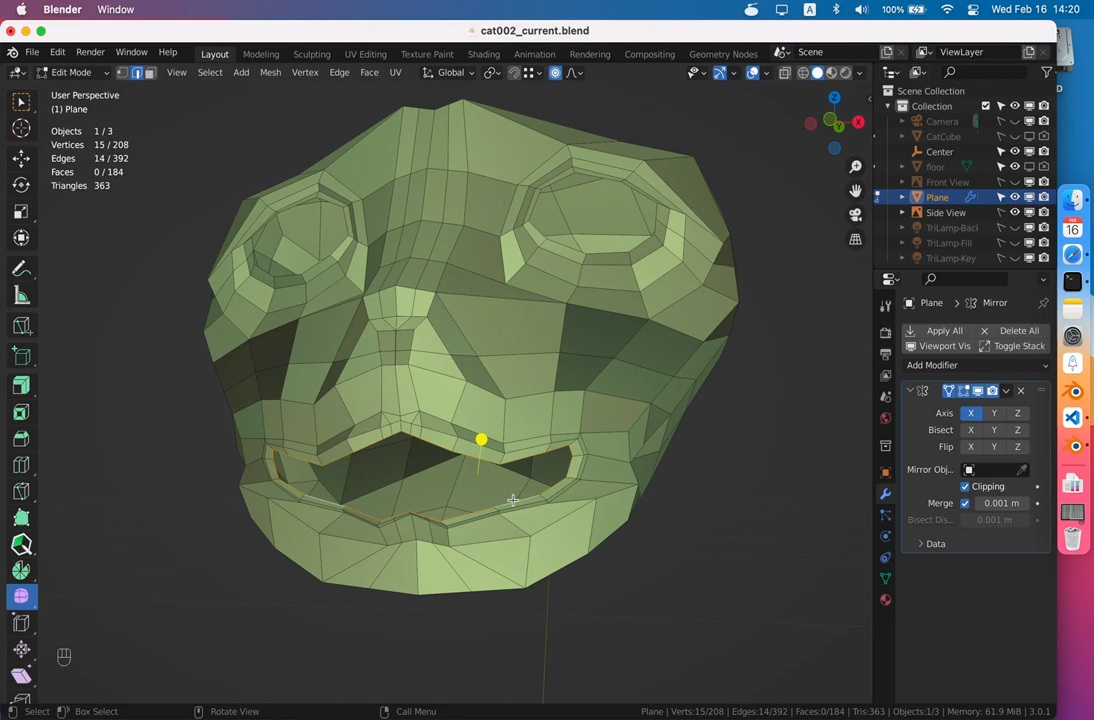 Blender Window
A 100% Wed Feb 16 14:20
cat002_current.blend
File Edit Render Window Help
Layout Modeling Sculpting UV Editing Texture Paint Shading Animation Rendering Compositing Geometry Nodes
Scene ViewLayer
Edit Mode View Select Add Mesh Vertex Edge Face UV Global
User Perspective
(1) Plane
Objects 1 / 3
Vertices 15 / 208
Edges 14 / 392
Faces 0 / 184
Triangles 363
Z
X
Y
Scene Collection
Collection
Camera
CatCube
Center
floor
Front View
Plane
Side View
TriLamp-Back
TriLamp-Fill
TriLamp-Key
FEB
16
Plane > Mirror
Apply All Delete All
Viewport Vis Toggle Stack
Add Modifier
Axis X Y Z
Bisect X Y Z
Flip X Y Z
Mirror Obj..
Clipping
Merge 0.001 m
Bisect Dis... 0.001 m
Data
Select Box Select Rotate View Call Menu
Plane | Verts:15/208 | Edges:14/392 | Faces:0/184 | Tris:363 | Objects:1/3 | Memory: 61.9 MiB | 3.0.1